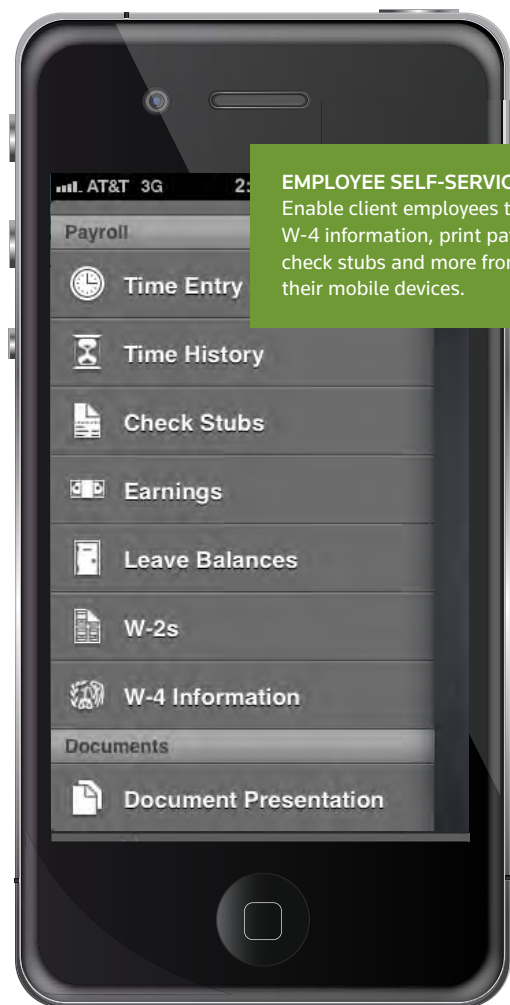 AT&T 3G
Payroll
EMPLOYEE SELF-SERVIC
Enable client employees t
W-4 information, print pa
check stubs and more fro
their mobile devices.
Time Entry
Time History
Check Stubs
Earnings
Leave Balances
W-2s
W-4 Information
Documents
Document Presentation